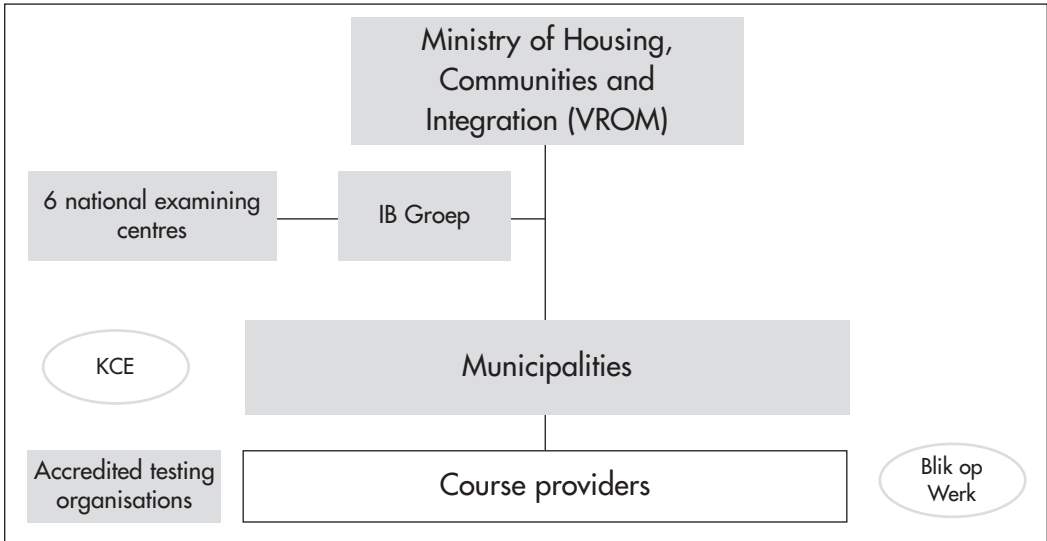 Ministry of Housing,
Communities and
Integration (VROM)
6 national examining
centres
IB Groep
KCE
Municipalities
Accredited testing
organisations
Course providers
Blik op
Werk